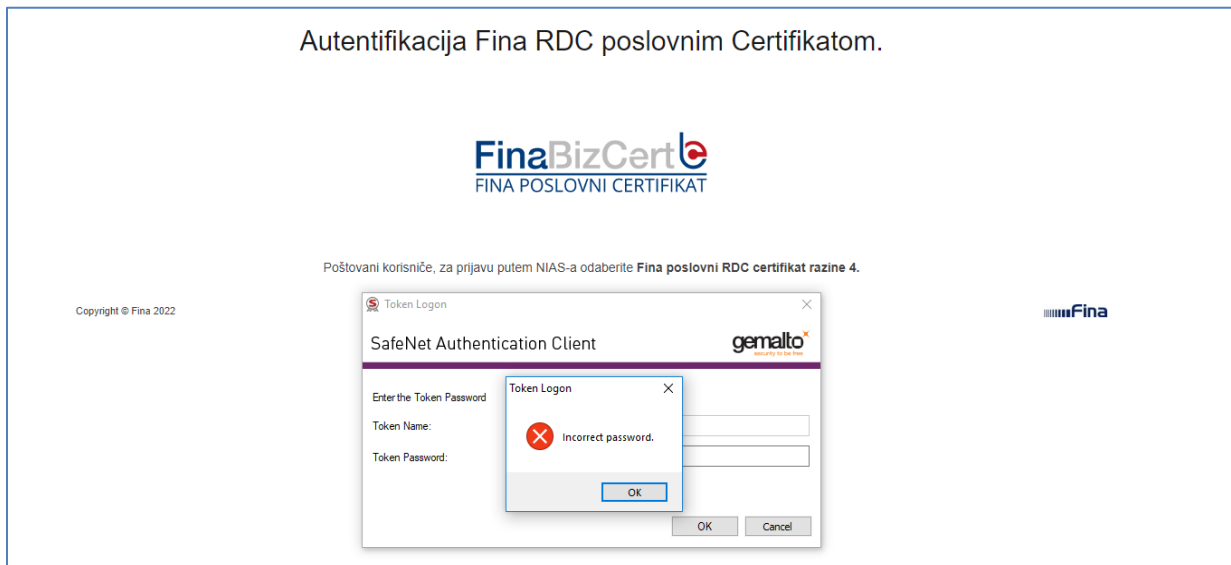 Autentifikacija Fina RDC poslovnim Certifikatom.
FinaBizCert
FINA POSLOVNI CERTIFIKAT
Poštovani korisniče, za prijavu putem NIAS-a odaberite Fina poslovni RDC certifikat razine 4.
Copyright © Fina 2022
Fina
Token Logon
SafeNet Authentication Client
gemalto
security to be free
Enter the Token Password
Token Name:
Token Password:
Token Logon
Incorrect password.
OK
OK
Cancel